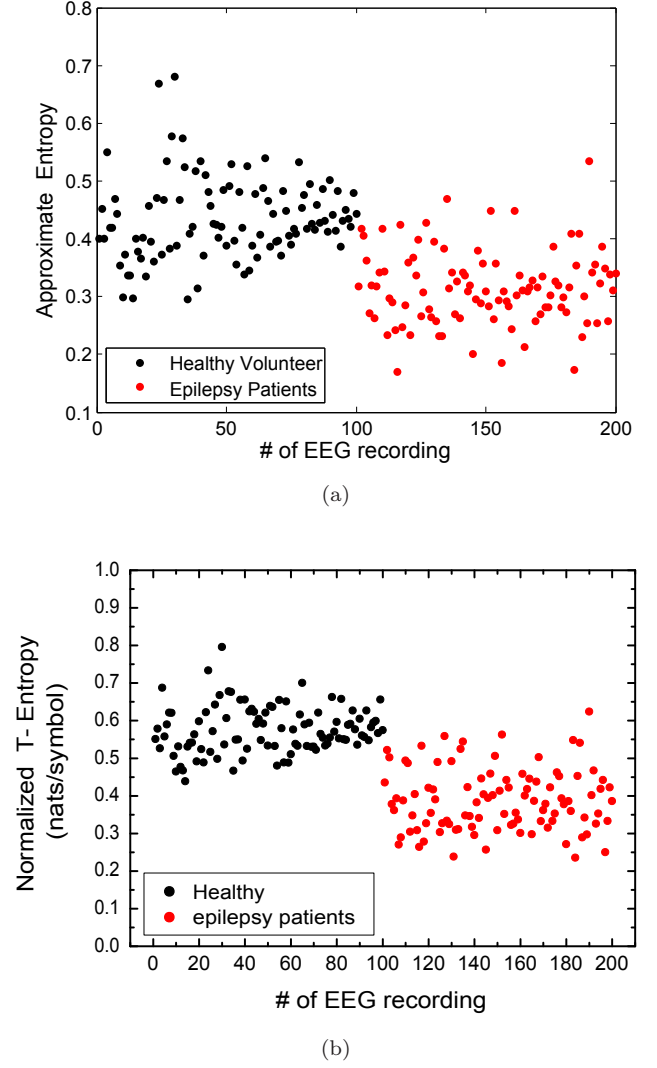 0.8
0.7
0.6
0.5
0.4
0.3
0.2
0.1
Approximate Entropy
Healthy Volunteer
Epilepsy Patients
0 50 100 150 200
# of EEG recording
(a)
1.0
0.9
0.8
0.7
0.6
0.5
0.4
0.3
0.2
0.1
0.0
Normalized T- Entropy
(nats/symbol)
Healthy
epilepsy patients
0 20 40 60 80 100 120 140 160 180 200
# of EEG recording
(b)